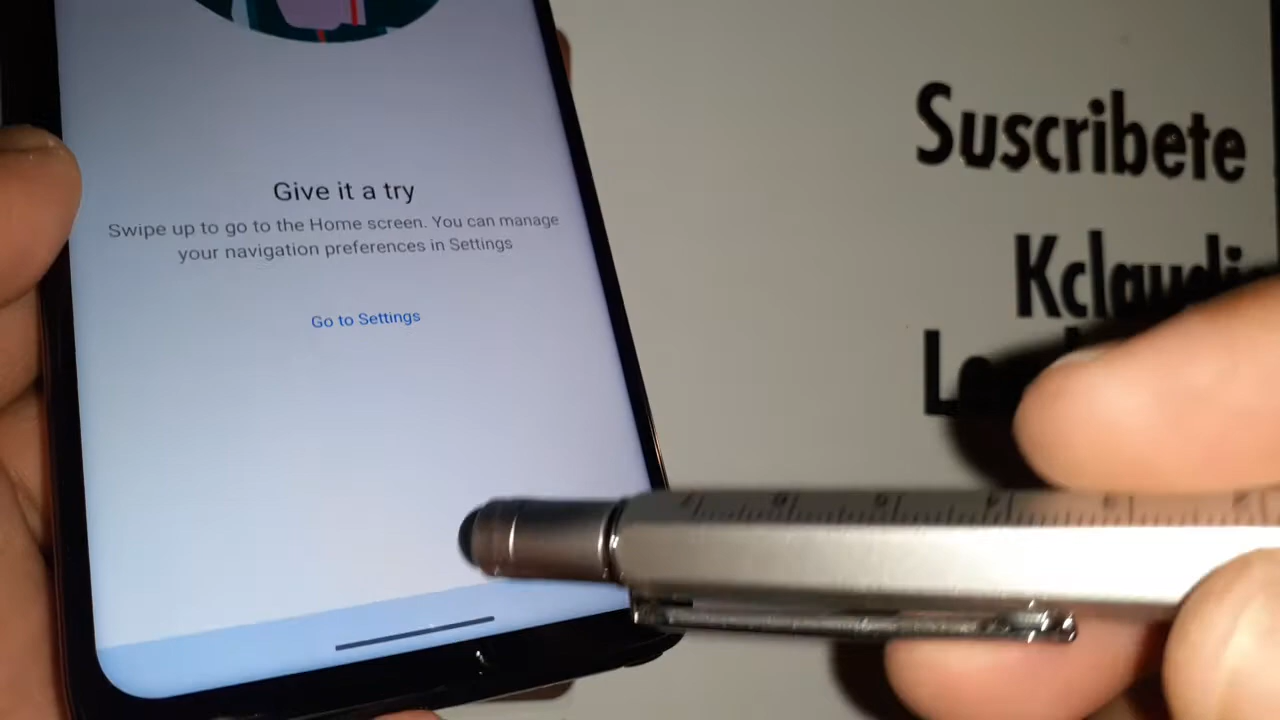 Give it a try
Swipe up to go to the Home screen. You can manage
your navigation preferences in Settings
Go to Settings
Suscribete